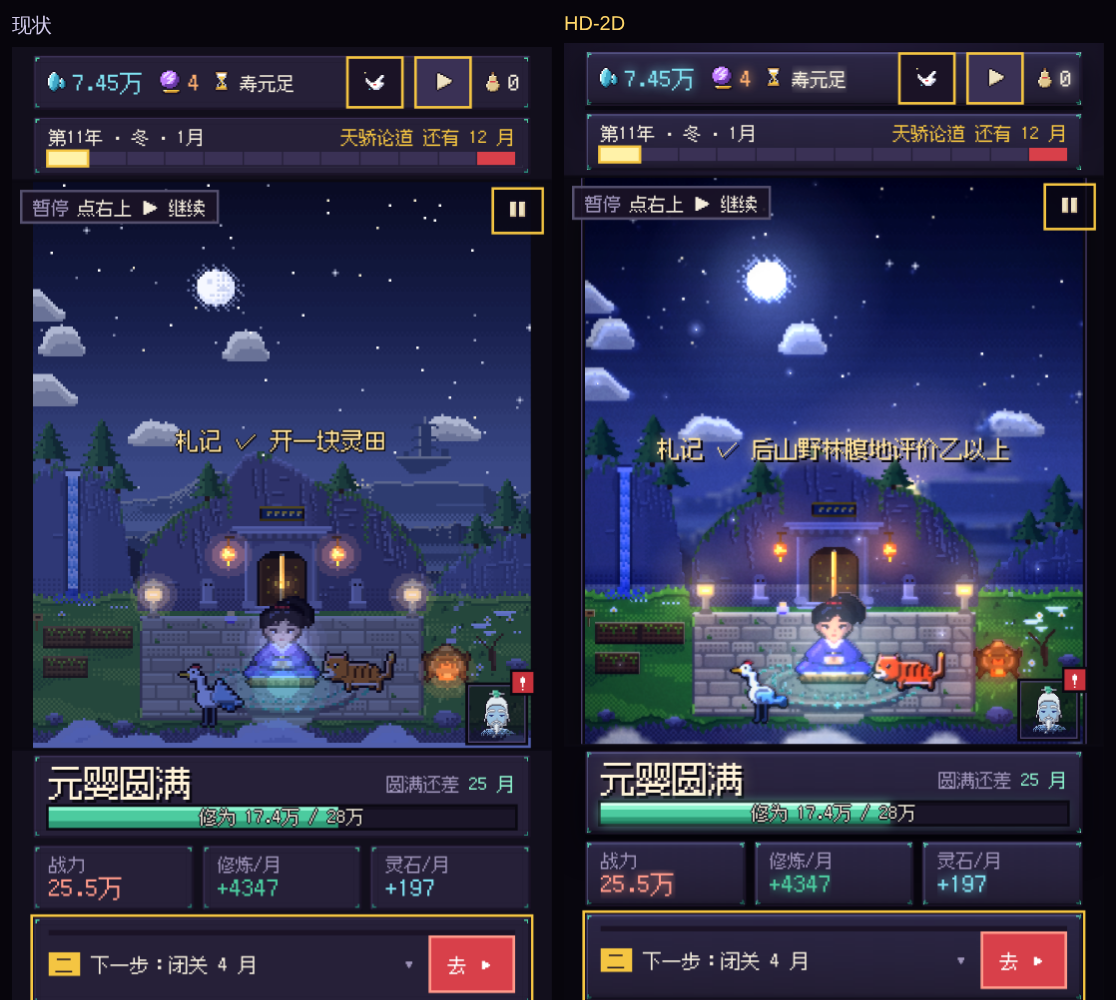 现状
7.45万 4 寿元足 0
第11年 · 冬 · 1月 天骄论道 还有 12 月
暂停 点右上 ▶ 继续
札记 ✓ 开一块灵田
元婴圆满 圆满还差 25 月
修为 17.4万 / 28万
战力 修炼/月 灵石/月
25.5万 +4347 +197
二 下一步：闭关 4 月 去
HD-2D
7.45万 4 寿元足 0
第11年 · 冬 · 1月 天骄论道 还有 12 月
暂停 点右上 ▶ 继续
札记 ✓ 后山野林腹地评价乙以上
元婴圆满 圆满还差 25 月
修为 17.4万 / 28万
战力 修炼/月 灵石/月
25.5万 +4347 +197
二 下一步：闭关 4 月 去